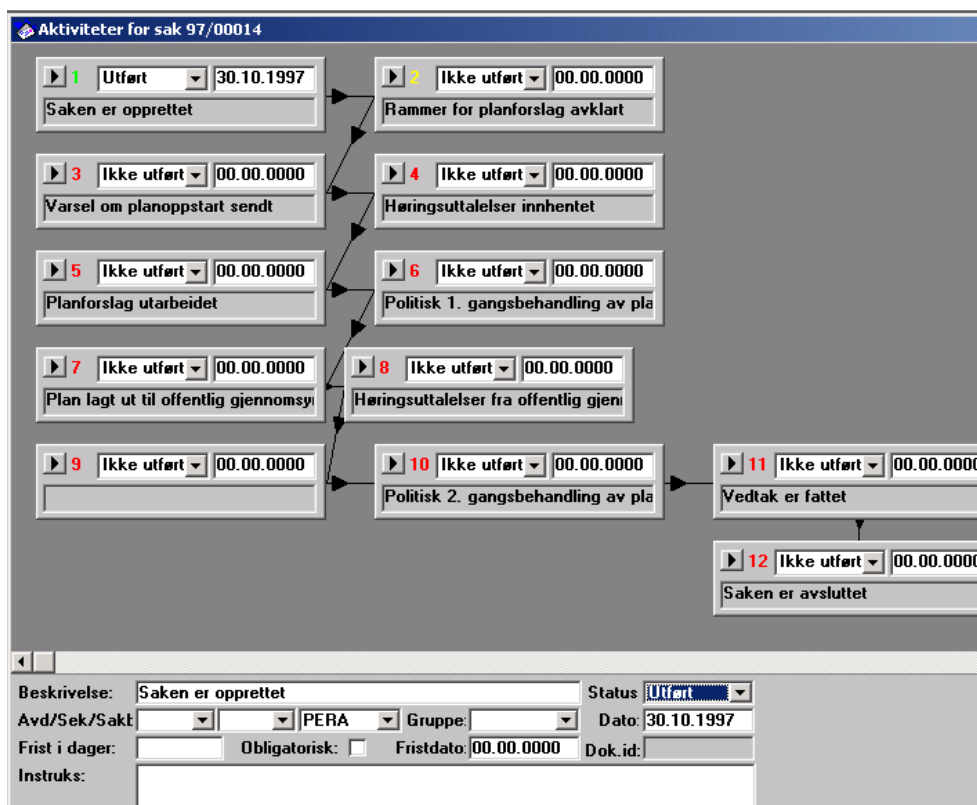 Aktiviteter for sak 97/00014
1 Utført 30.10.1997
Saken er opprettet
2 Ikke utført 00.00.0000
Rammer for planforslag avklart
3 Ikke utført 00.00.0000
Varsel om planoppstart sendt
4 Ikke utført 00.00.0000
Høringsuttalelser innhentet
5 Ikke utført 00.00.0000
Planforslag utarbeidet
6 Ikke utført 00.00.0000
Politisk 1. gangsbehandling av pla
7 Ikke utført 00.00.0000
Plan lagt ut til offentlig gjennomsy
8 Ikke utført 00.00.0000
Høringsuttalelser fra offentlig gjen
9 Ikke utført 00.00.0000
10 Ikke utført 00.00.0000
Politisk 2. gangsbehandling av pla
11 Ikke utført 00.00.000
Vedtak er fattet
12 Ikke utført 00.00.000
Saken er avsluttet
Beskrivelse: Saken er opprettet Status Utført
Avd/Sek/Sakt PERA Gruppe: Dato: 30.10.1997
Frist i dager: Obligatorisk: Fristdato: 00.00.0000 Dok.id:
Instruks: